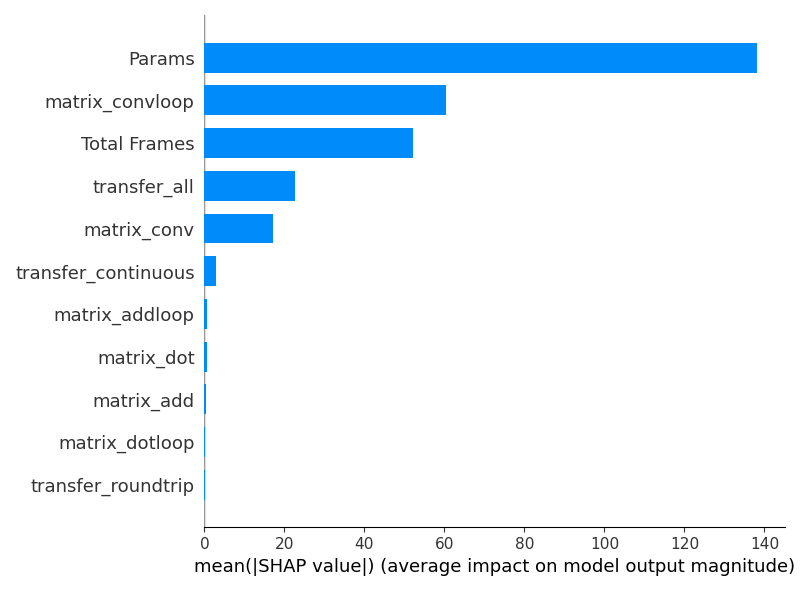 Params
matrix_convloop
Total Frames
transfer_all
matrix_conv
transfer_continuous
matrix_addloop
matrix_dot
matrix_add
matrix_dotloop
transfer_roundtrip
0 20 40 60 80 100 120 140
mean(|SHAP value|) (average impact on model output magnitude)